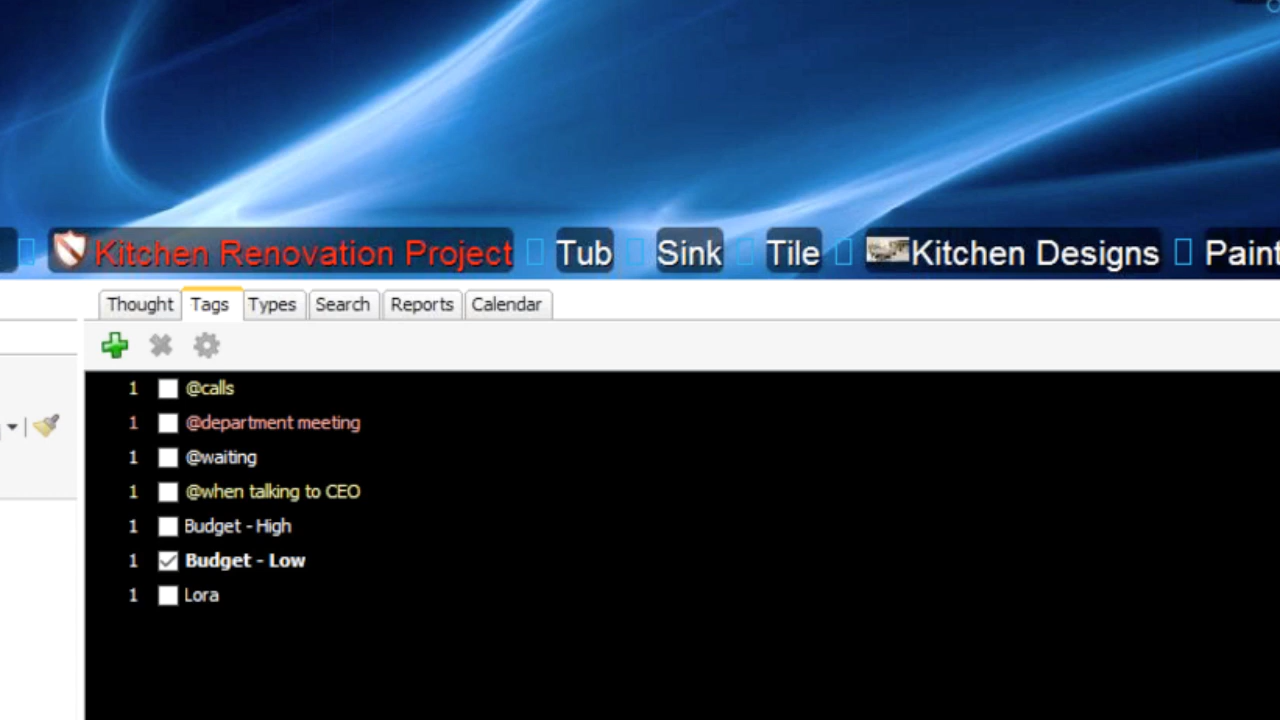 Kitchen Renovation Project Tub Sink Tile Kitchen Designs Paint
Thought Tags Types Search Reports Calendar
1 @calls
1 @department meeting
1 @waiting
1 @when talking to CEO
1 Budget - High
1 Budget - Low
1 Lora